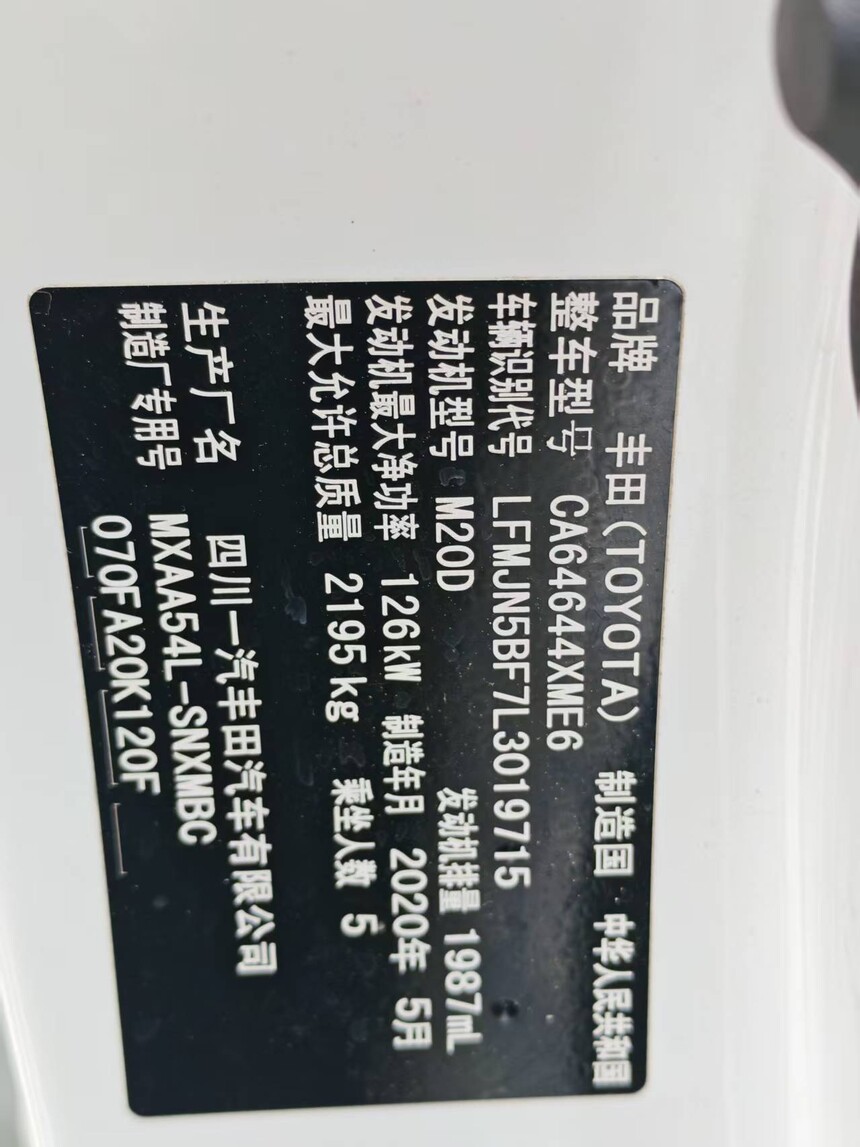 品牌 丰田(TOYOTA) 制造国 中华人民共和国
整车型号 CA64644XME6
车辆识别代号 LFMJN5BF7L3019715
发动机型号 M20D 发动机排量 1987mL
发动机最大净功率 126kW 制造年月 2020年 5月
最大允许总质量 2195kg 乘坐人数 5
生产厂名 四川一汽丰田汽车有限公司
制造厂专用号 MXAA54L-SNXMBC
070FA20K120F